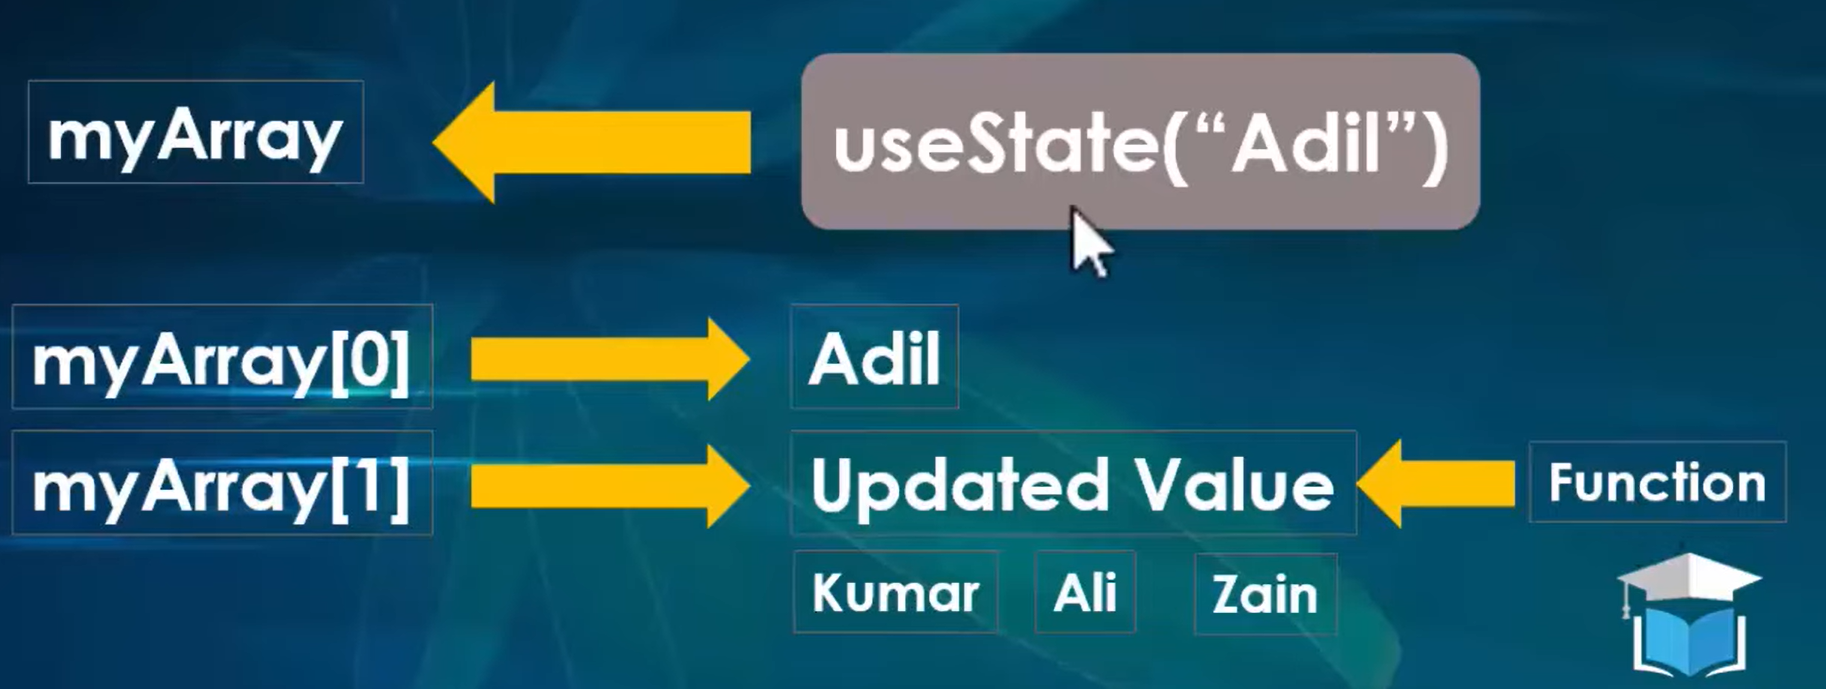 myArray
useState(“Adil”)
myArray[0]
Adil
myArray[1]
Updated Value
Function
Kumar
Ali
Zain